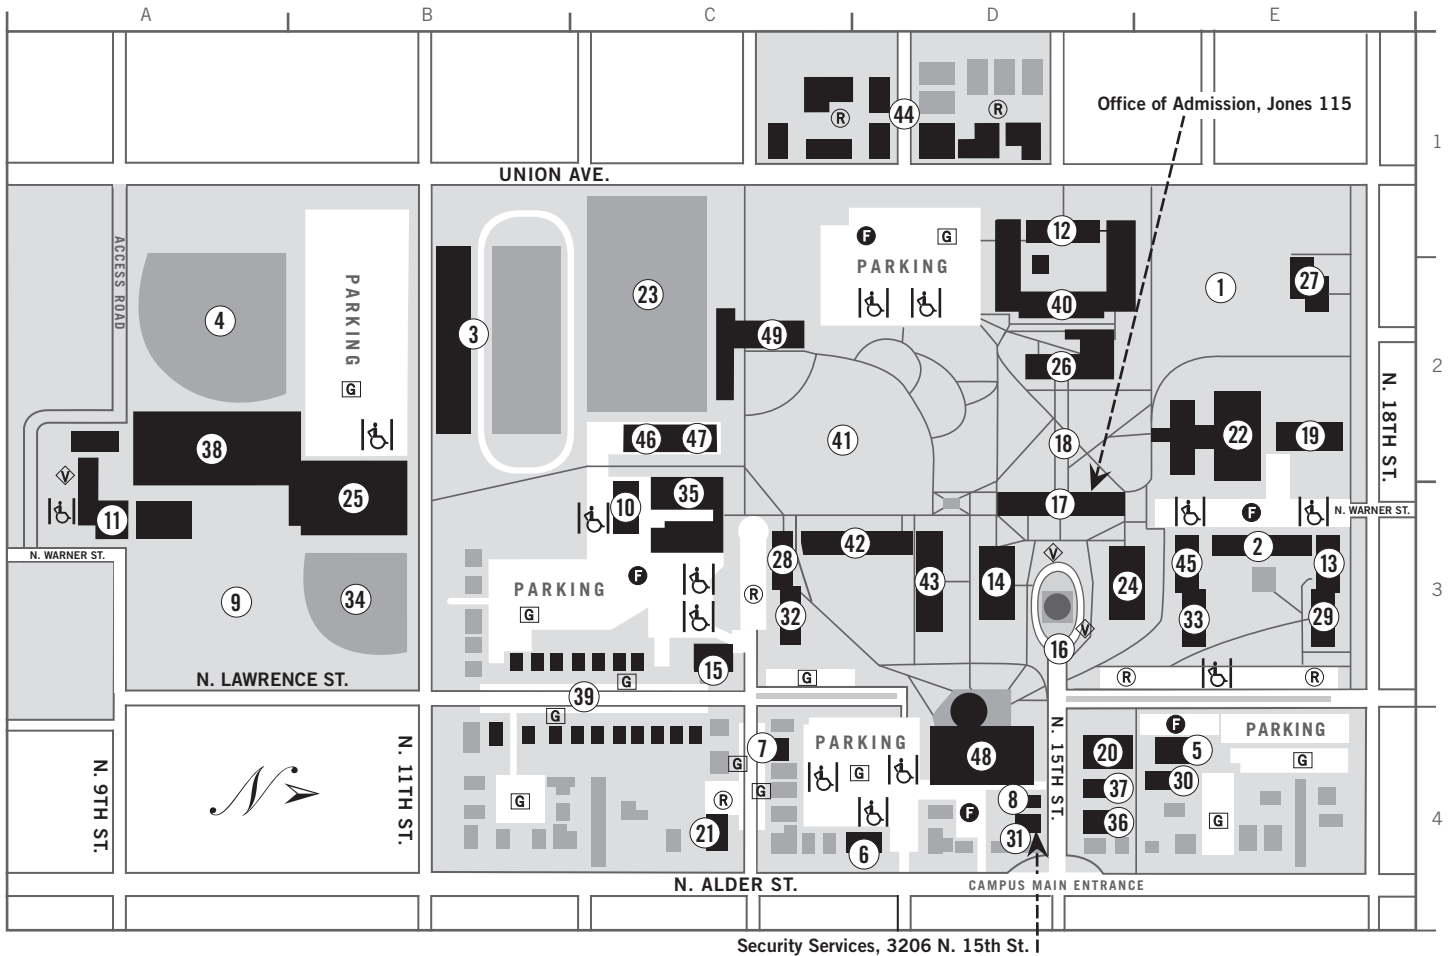 A B C D E
44
R
R
Office of Admission, Jones 115
1
UNION AVE.
ACCESS ROAD
PARKING
G
4
3
23
49
F
G
PARKING
12
40
26
1
27
2
N. 18TH ST.
38
25
V
11
46
47
41
18
22
19
N. WARNER ST.
10
35
17
F
N. WARNER ST.
9
34
PARKING
F
G
R
28
32
42
43
14
V
24
V
16
45
2
13
33
29
3
15
N. LAWRENCE ST.
G
39
G
G
R
R
N. 9TH ST.
N
N. 11TH ST.
G
7
G
G
R
21
PARKING
G
6
48
F
8
31
N. 15TH ST.
20
37
36
F
5
30
PARKING
G
G
4
N. ALDER ST.
CAMPUS MAIN ENTRANCE
Security Services, 3206 N. 15th St.